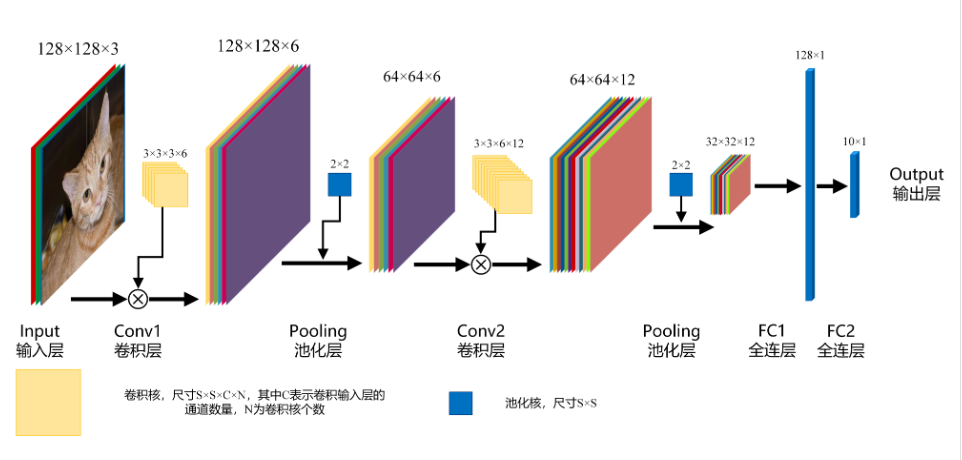 128×128×3
128×128×6
64×64×6
64×64×12
128×1
3×3×3×6
2×2
3×3×6×12
2×2
32×32×12
10×1
Output
输出层
Input
输入层
Conv1
卷积层
Pooling
池化层
Conv2
卷积层
Pooling
池化层
FC1
全连层
FC2
全连层
卷积核，尺寸S×S×C×N，其中C表示卷积输入层的
通道数量，N为卷积核个数
池化核，尺寸S×S